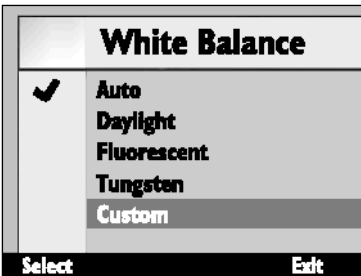 White Balance
Auto
Daylight
Fluorescent
Tungsten
Custom
Select Exit